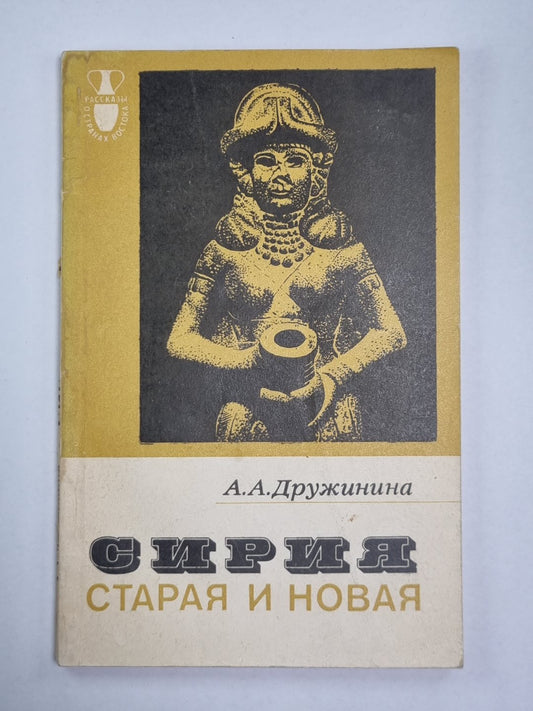 РАССКАЗЫ
О СТРАНАХ ВОСТОКА
А.А.Дружинина
СИРИЯ
СТАРАЯ И НОВАЯ